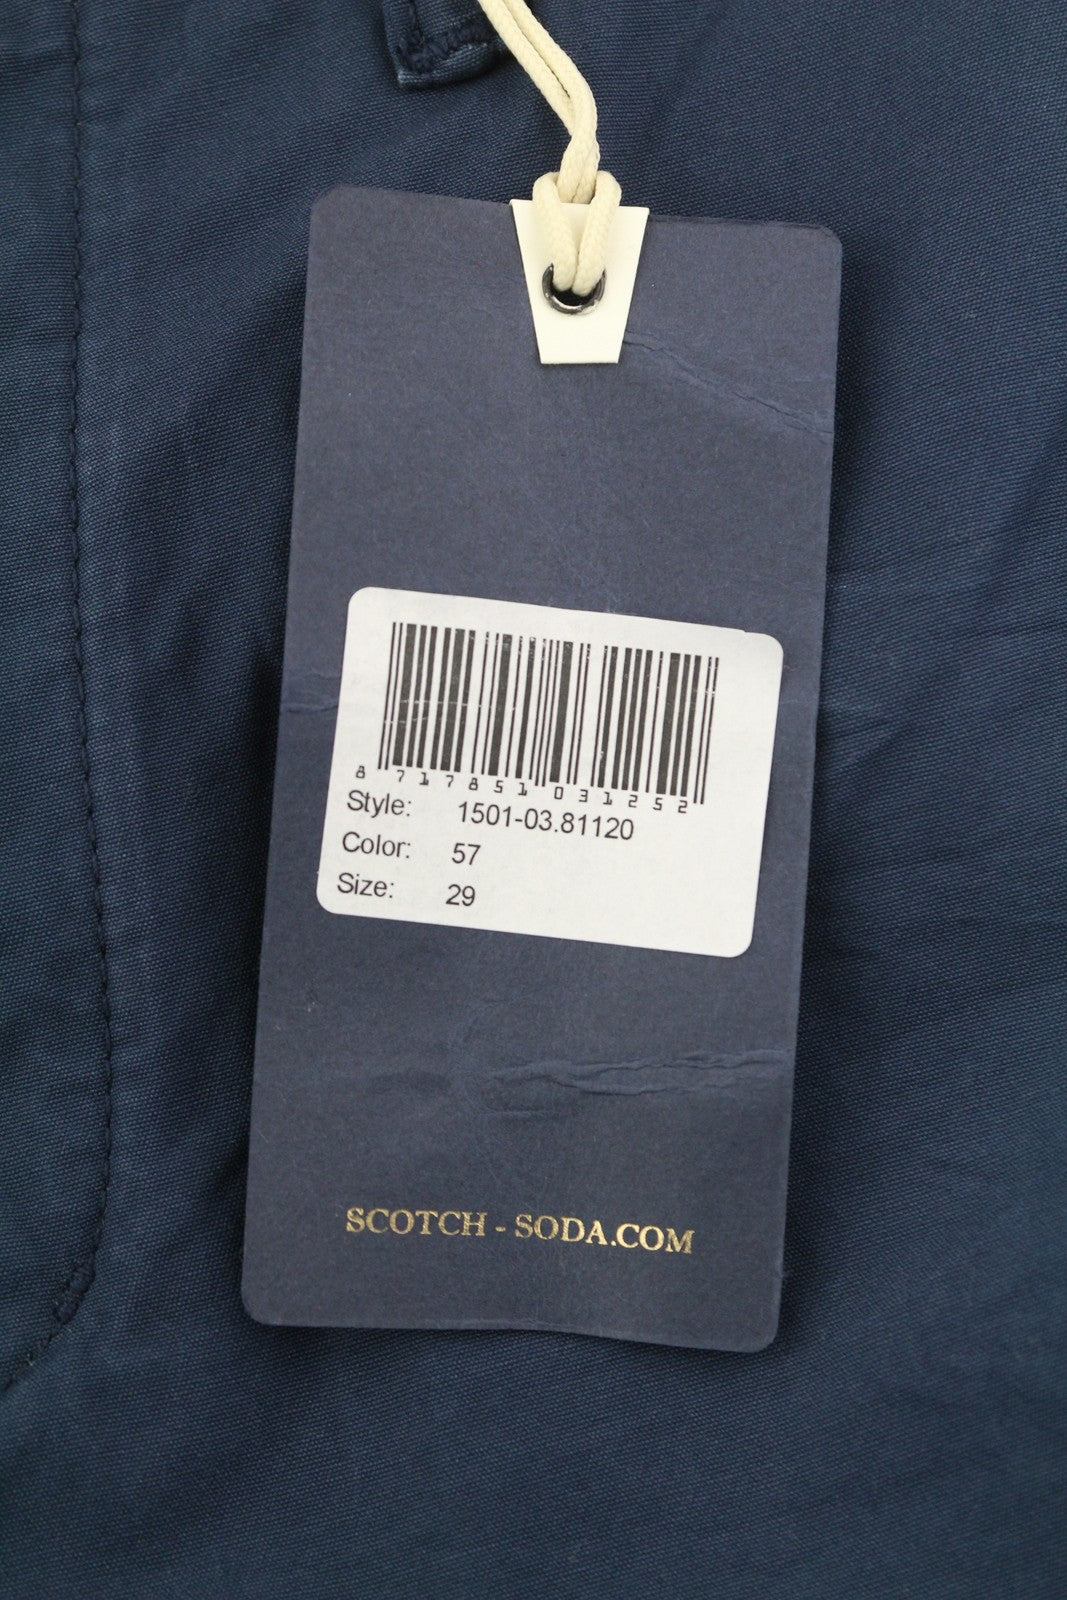 8 717851 031252
Style: 1501-03.81120
Color: 57
Size: 29
SCOTCH - SODA.COM